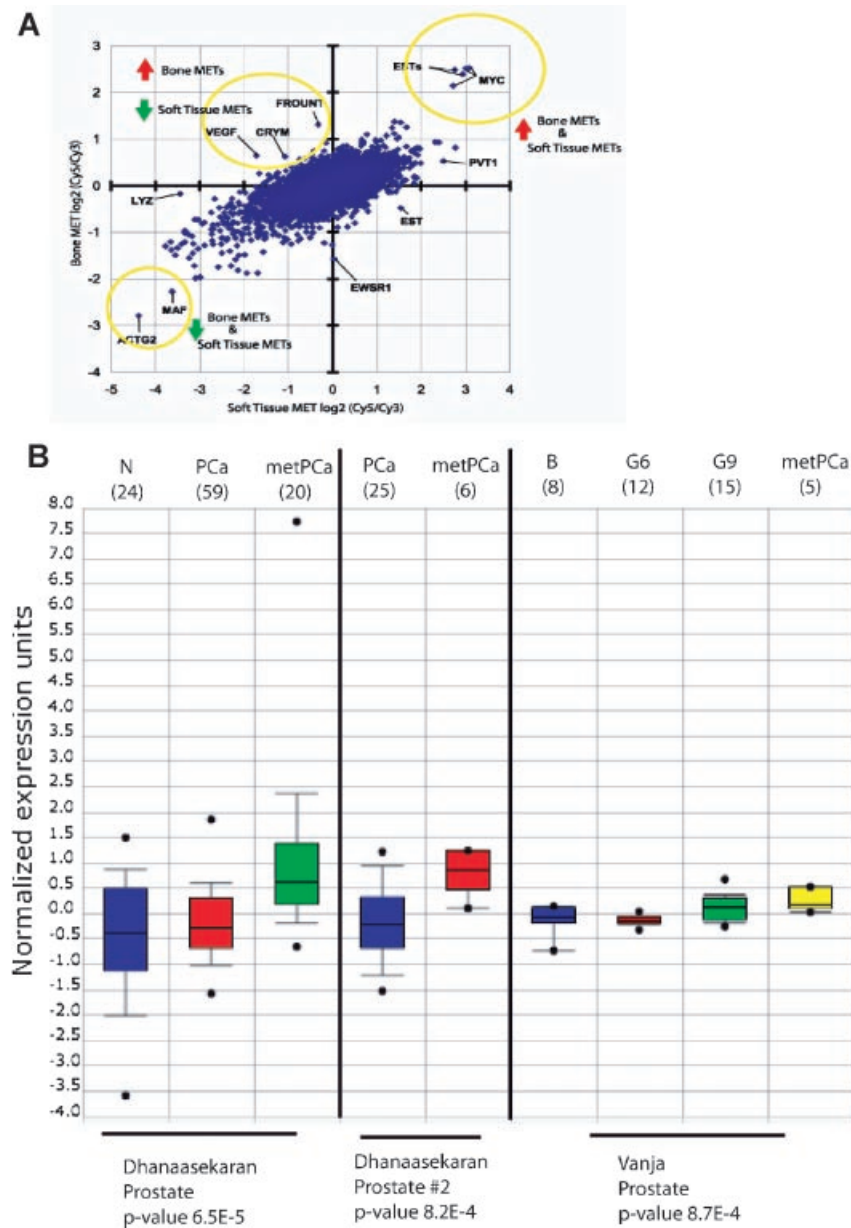 A
Bone METs
Soft Tissue METs
FROUNT
VEGF
CRYM
ESTs
MYC
Bone METs
&
Soft Tissue METs
PVT1
LYZ
EST
EWSR1
MAF
ACTG2
Bone METs
&
Soft Tissue METs
Bone MET log2 (Cy5/Cy3)
3
2
1
0
-1
-2
-3
-4
-5 -4 -3 -2 -1 0 1 2 3 4
Soft Tissue MET log2 (Cy5/Cy3)
B
N PCa metPCa PCa metPCa B G6 G9 metPCa
(24) (59) (20) (25) (6) (8) (12) (15) (5)
Normalized expression units
8.0
7.5
7.0
6.5
6.0
5.5
5.0
4.5
4.0
3.5
3.0
2.5
2.0
1.5
1.0
0.5
0.0
-0.5
-1.0
-1.5
-2.0
-2.5
-3.0
-3.5
-4.0
Dhanaasekaran
Prostate
p-value 6.5E-5
Dhanaasekaran
Prostate #2
p-value 8.2E-4
Vanja
Prostate
p-value 8.7E-4